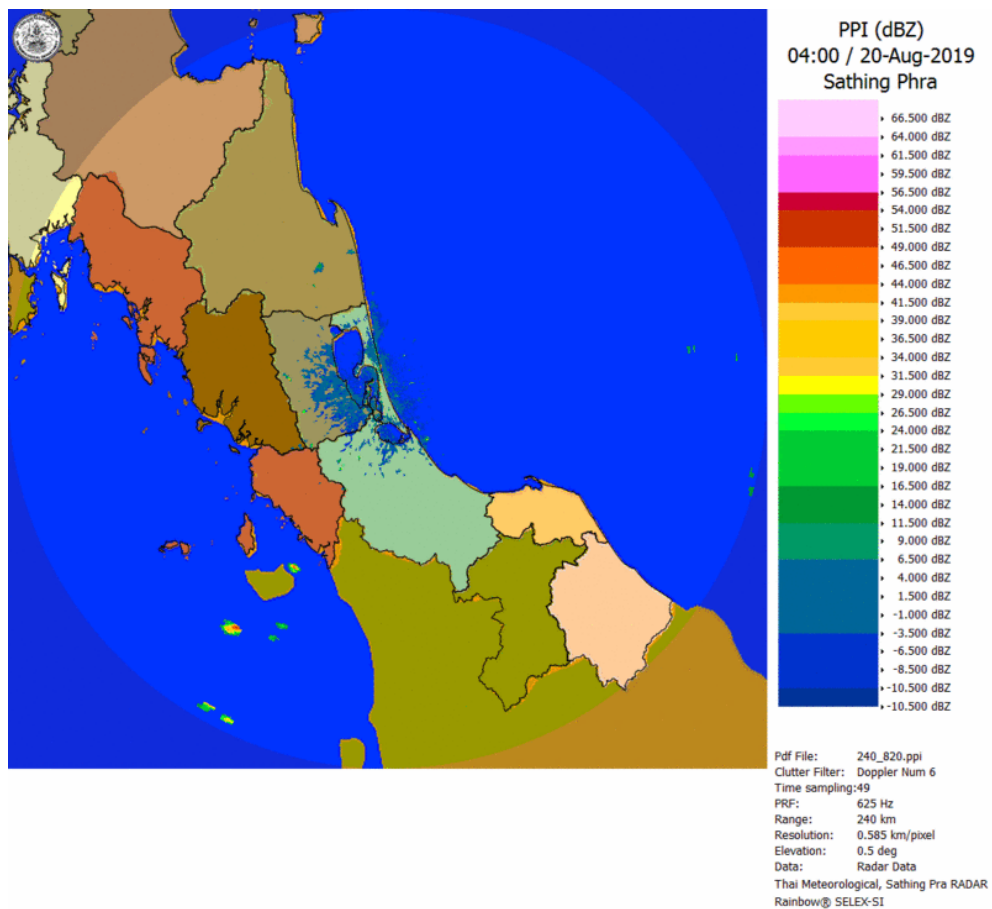 PPI (dBZ)
04:00 / 20-Aug-2019
Sathing Phra
66.500 dBZ
64.000 dBZ
61.500 dBZ
59.500 dBZ
56.500 dBZ
54.000 dBZ
51.500 dBZ
49.000 dBZ
46.500 dBZ
44.000 dBZ
41.500 dBZ
39.000 dBZ
36.500 dBZ
34.000 dBZ
31.500 dBZ
29.000 dBZ
26.500 dBZ
24.000 dBZ
21.500 dBZ
19.000 dBZ
16.500 dBZ
14.000 dBZ
11.500 dBZ
9.000 dBZ
6.500 dBZ
4.000 dBZ
1.500 dBZ
-1.000 dBZ
-3.500 dBZ
-6.500 dBZ
-8.500 dBZ
-10.500 dBZ
-10.500 dBZ
Pdf File: 240_820.ppi
Clutter Filter: Doppler Num 6
Time sampling:49
PRF: 625 Hz
Range: 240 km
Resolution: 0.585 km/pixel
Elevation: 0.5 deg
Data: Radar Data
Thai Meteorological, Sathing Pra RADAR
Rainbow® SELEX-SI